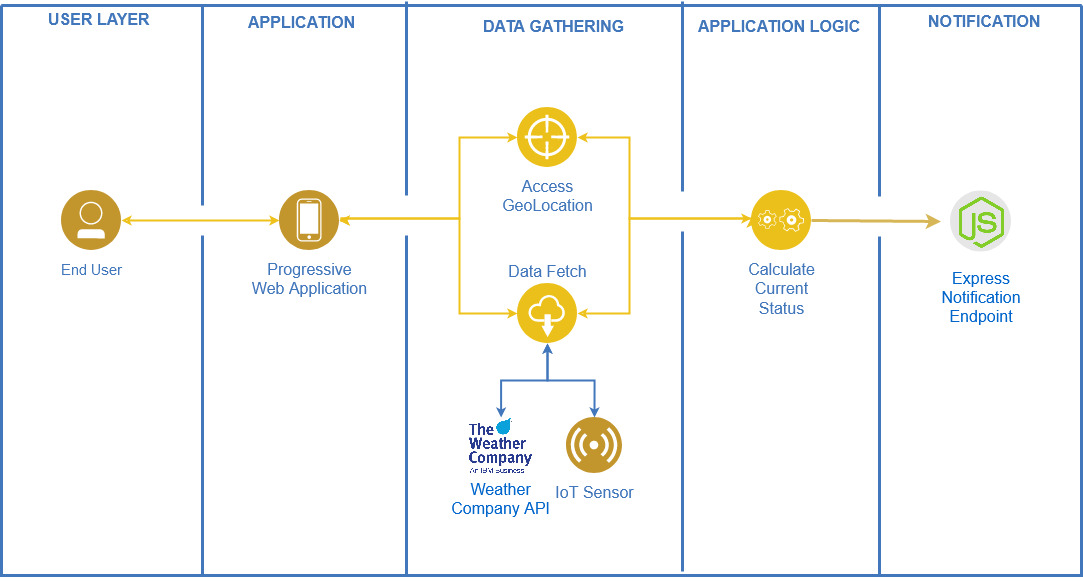 USER LAYER
APPLICATION
DATA GATHERING
APPLICATION LOGIC
NOTIFICATION
End User
Progressive
Web Application
Access
GeoLocation
Data Fetch
The
Weather
Company
An IBM Business
Weather
Company API
IoT Sensor
Calculate
Current
Status
JS
Express
Notification
Endpoint